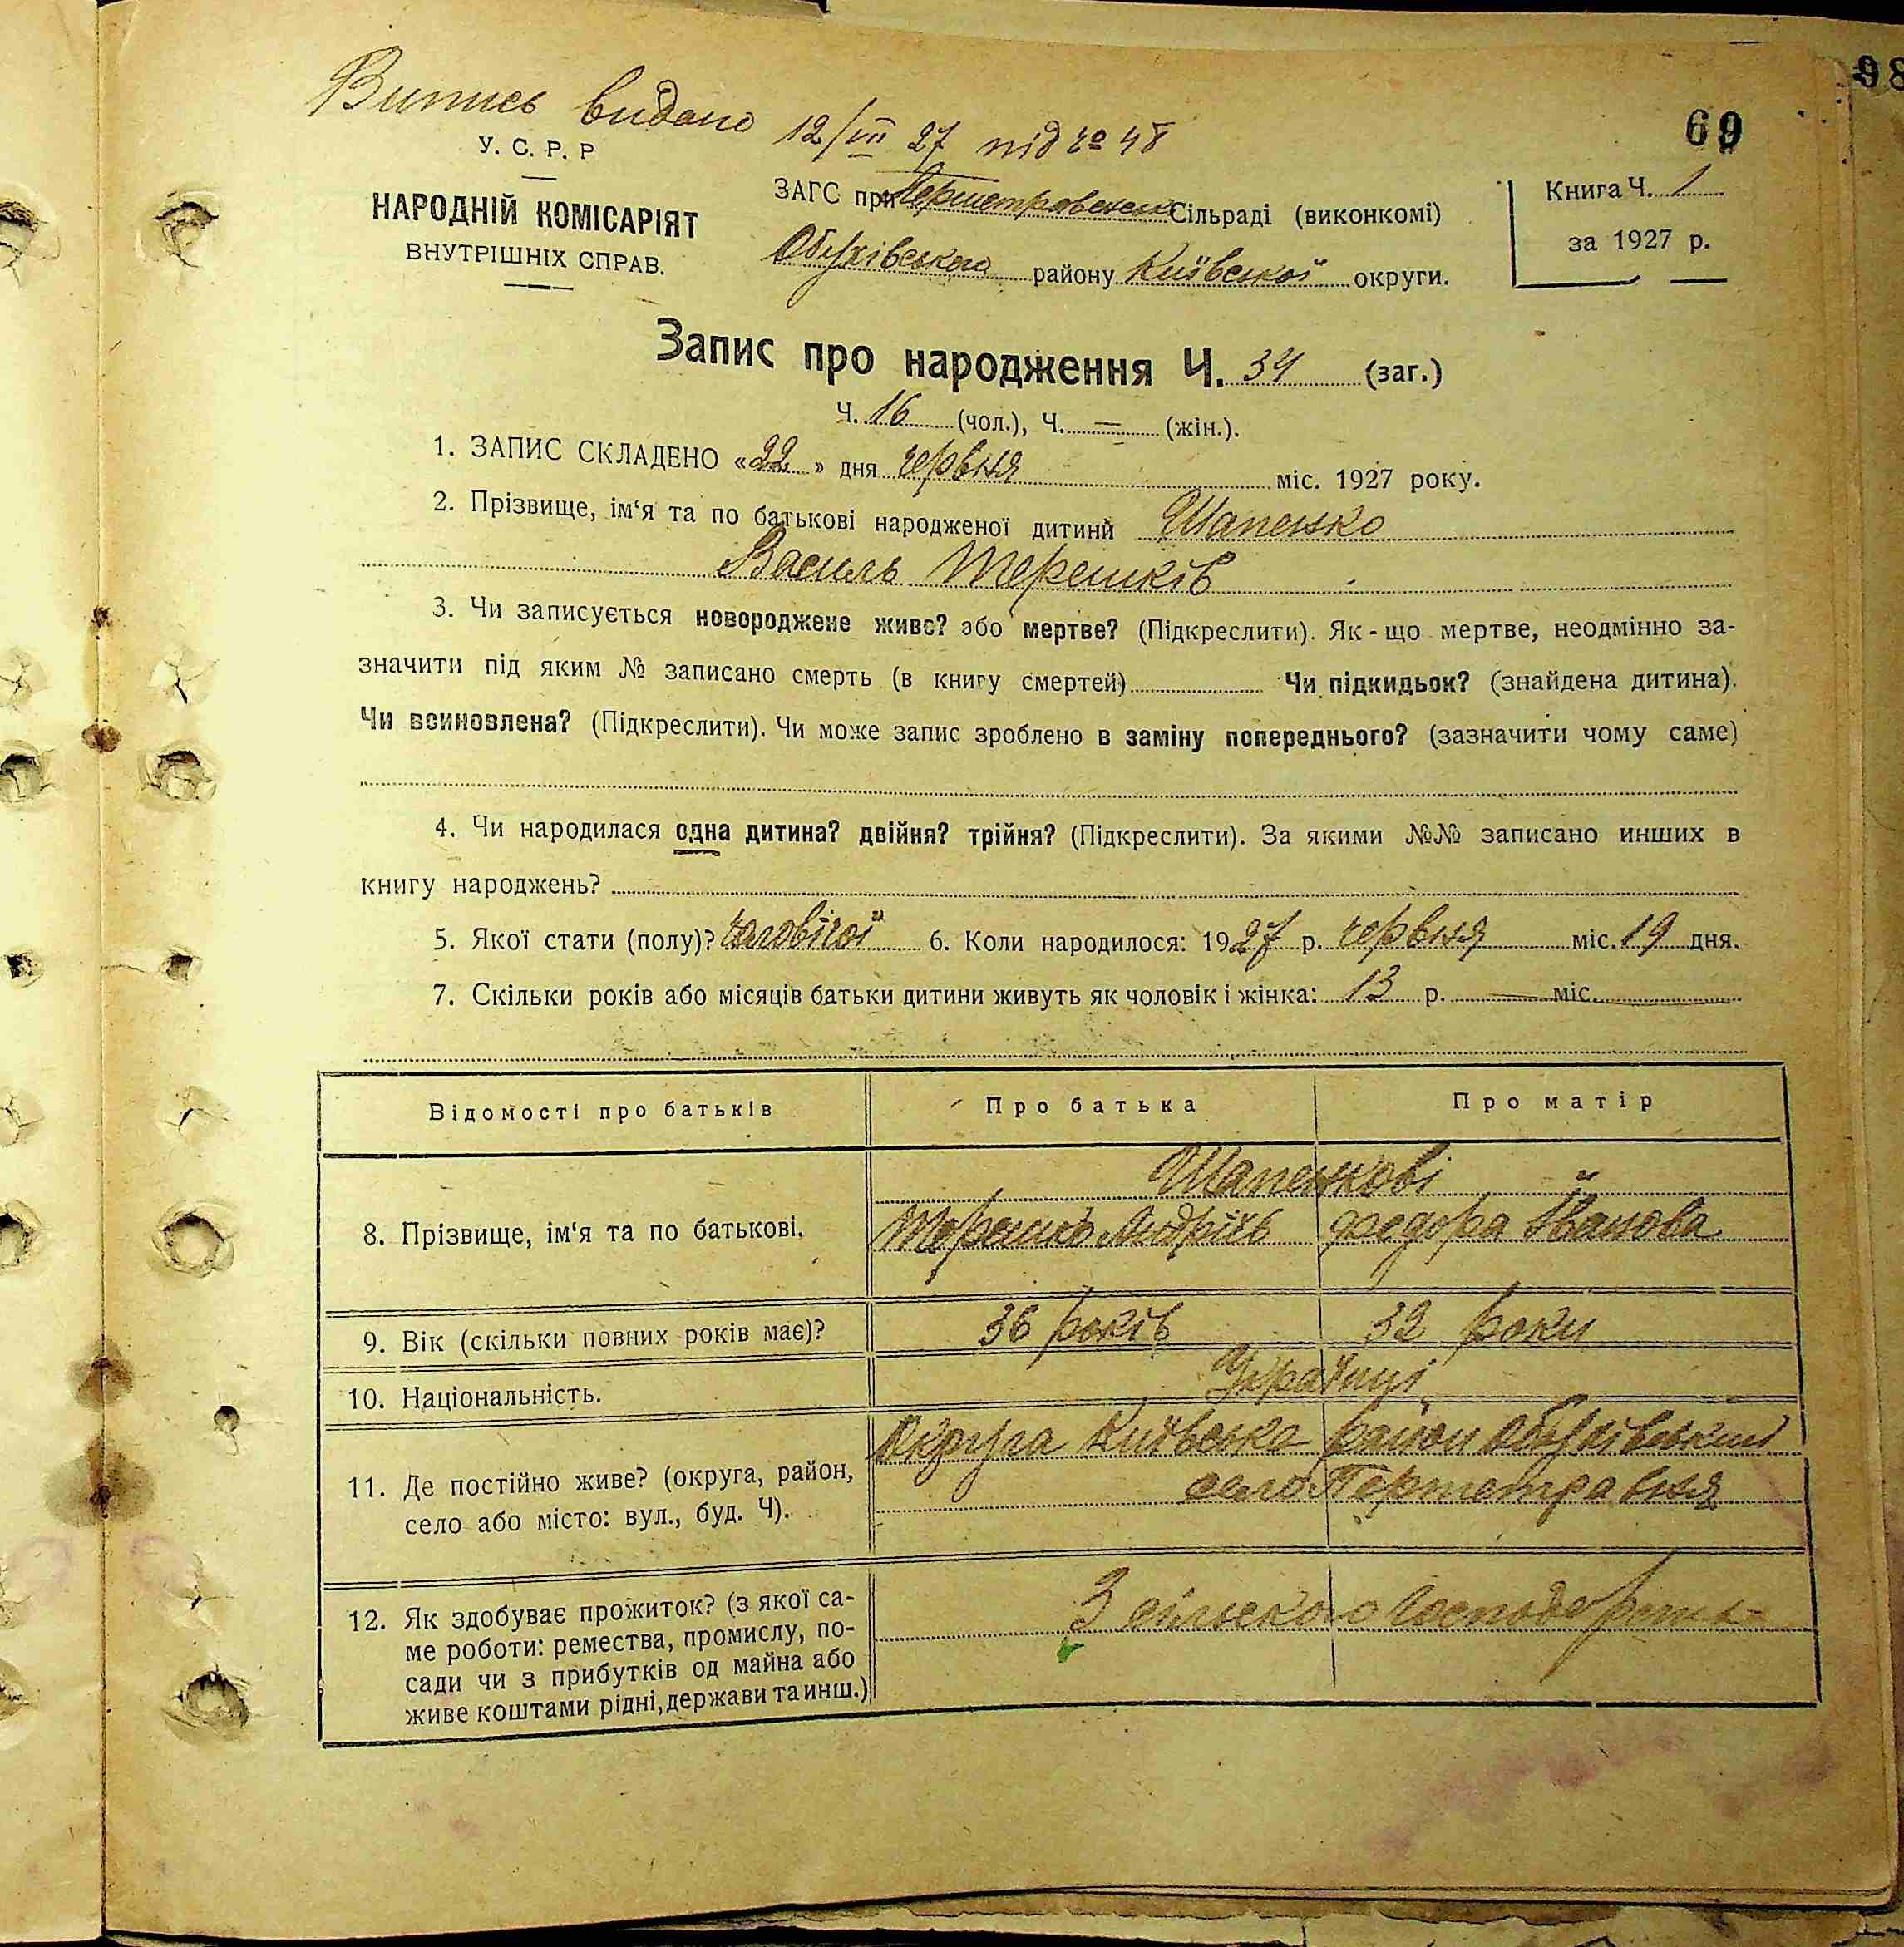 98
Випись видано 12/VII 27 під № 48
69
У. С. Р. Р
НАРОДНІЙ КОМІСАРІЯТ
ВНУТРІШНІХ СПРАВ.
ЗАГС при Сільраді (виконкомі)
Обухівського району Київської округи.
Книга Ч. 1
за 1927 р.
Запис про народження Ч. 34 (заг.)
Ч. 16 (чол.), Ч. — (жін.).
1. ЗАПИС СКЛАДЕНО «22» дня червня міс. 1927 року.
2. Прізвище, ім‘я та по батькові народженої дитини Шапенко
Василь Терешків
3. Чи записується новороджене живе? або мертве? (Підкреслити). Як-що мертве, неодмінно за-
значити під яким № записано смерть (в книгу смертей) Чи підкидьок? (знайдена дитина).
Чи всиновлена? (Підкреслити). Чи може запис зроблено в заміну попереднього? (зазначити чому саме)
4. Чи народилася одна дитина? двійня? трійня? (Підкреслити). За якими №№ записано инших в
книгу народжень?
5. Якої стати (полу)? чоловічої 6. Коли народилося: 1927 р. червня міс. 19 дня.
7. Скільки років або місяців батьки дитини живуть як чоловік і жінка: 13 р. — міс.
Відомості про батьків Про батька Про матір
Шапенкові
8. Прізвище, ім‘я та по батькові. Терешко Андріїв Федора Іванова
9. Вік (скільки повних років має)? 36 років 32 роки
10. Національність. Українці
Округа Київська район Обухівський
11. Де постійно живе? (округа, район,
село або місто: вул., буд. Ч). село
12. Як здобуває прожиток? (з якої са-
ме роботи: ремества, промислу, по-
сади чи з прибутків од майна або
живе коштами рідні, держави та инш.)
З сільського